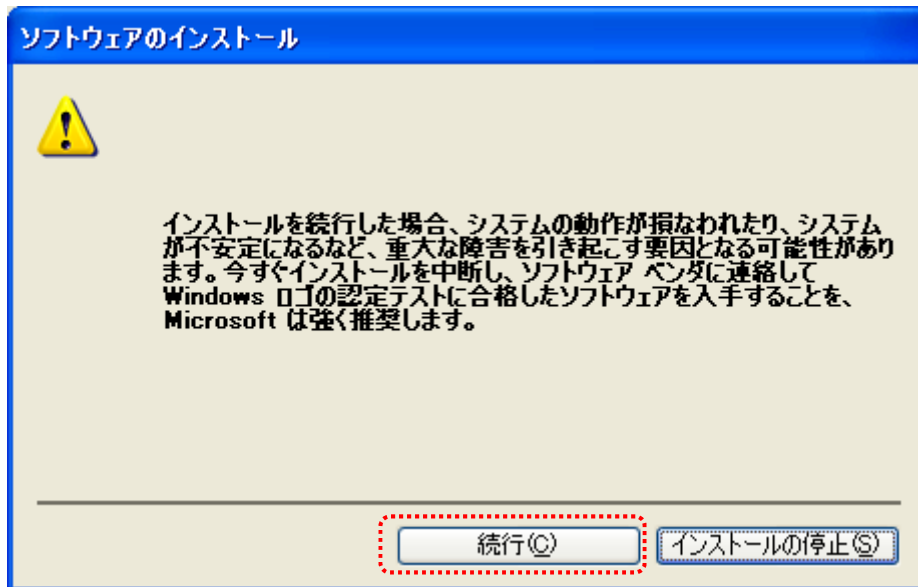 ソフトウェアのインストール
インストールを続行した場合、システムの動作が損なわれたり、システム
が不安定になるなど、重大な障害を引き起こす要因となる可能性があり
ます。今すぐインストールを中断し、ソフトウェア ベンダに連絡して
Windows ロゴの認定テストに合格したソフトウェアを入手することを、
Microsoft は強く推奨します。
続行(C)
インストールの停止(S)